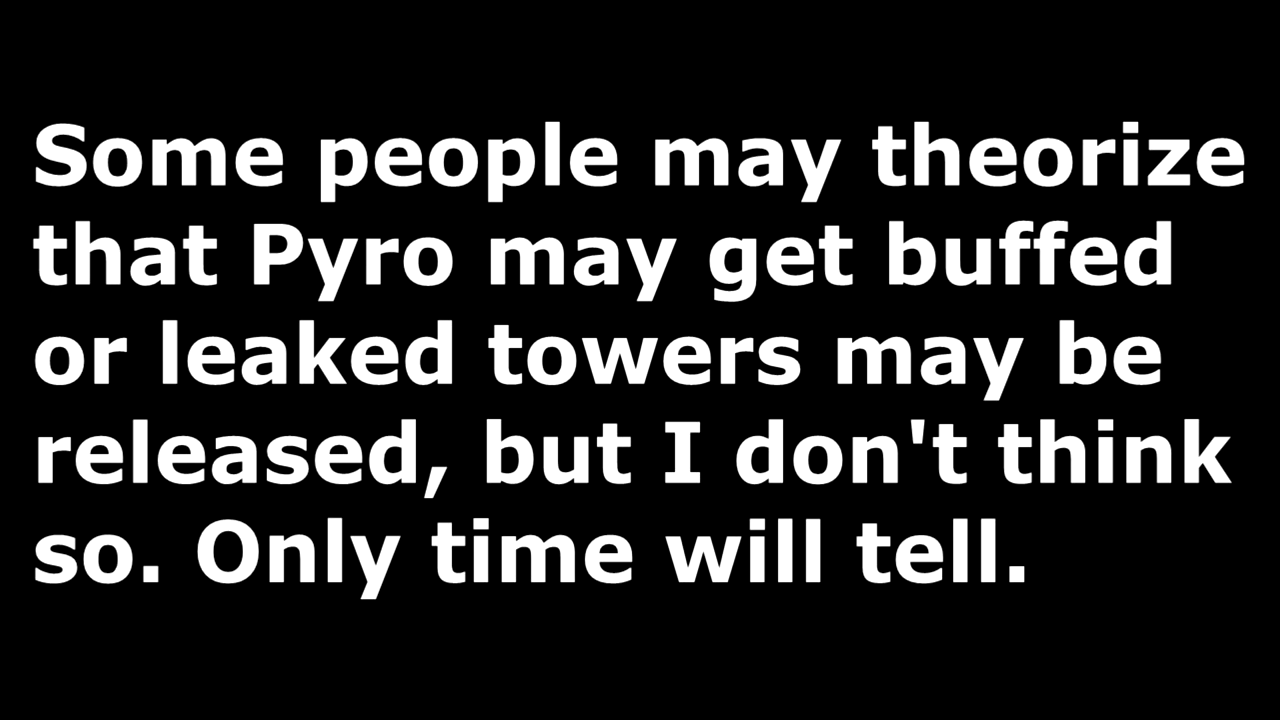 Some people may theorize
that Pyro may get buffed
or leaked towers may be
released, but I don't think
so. Only time will tell.